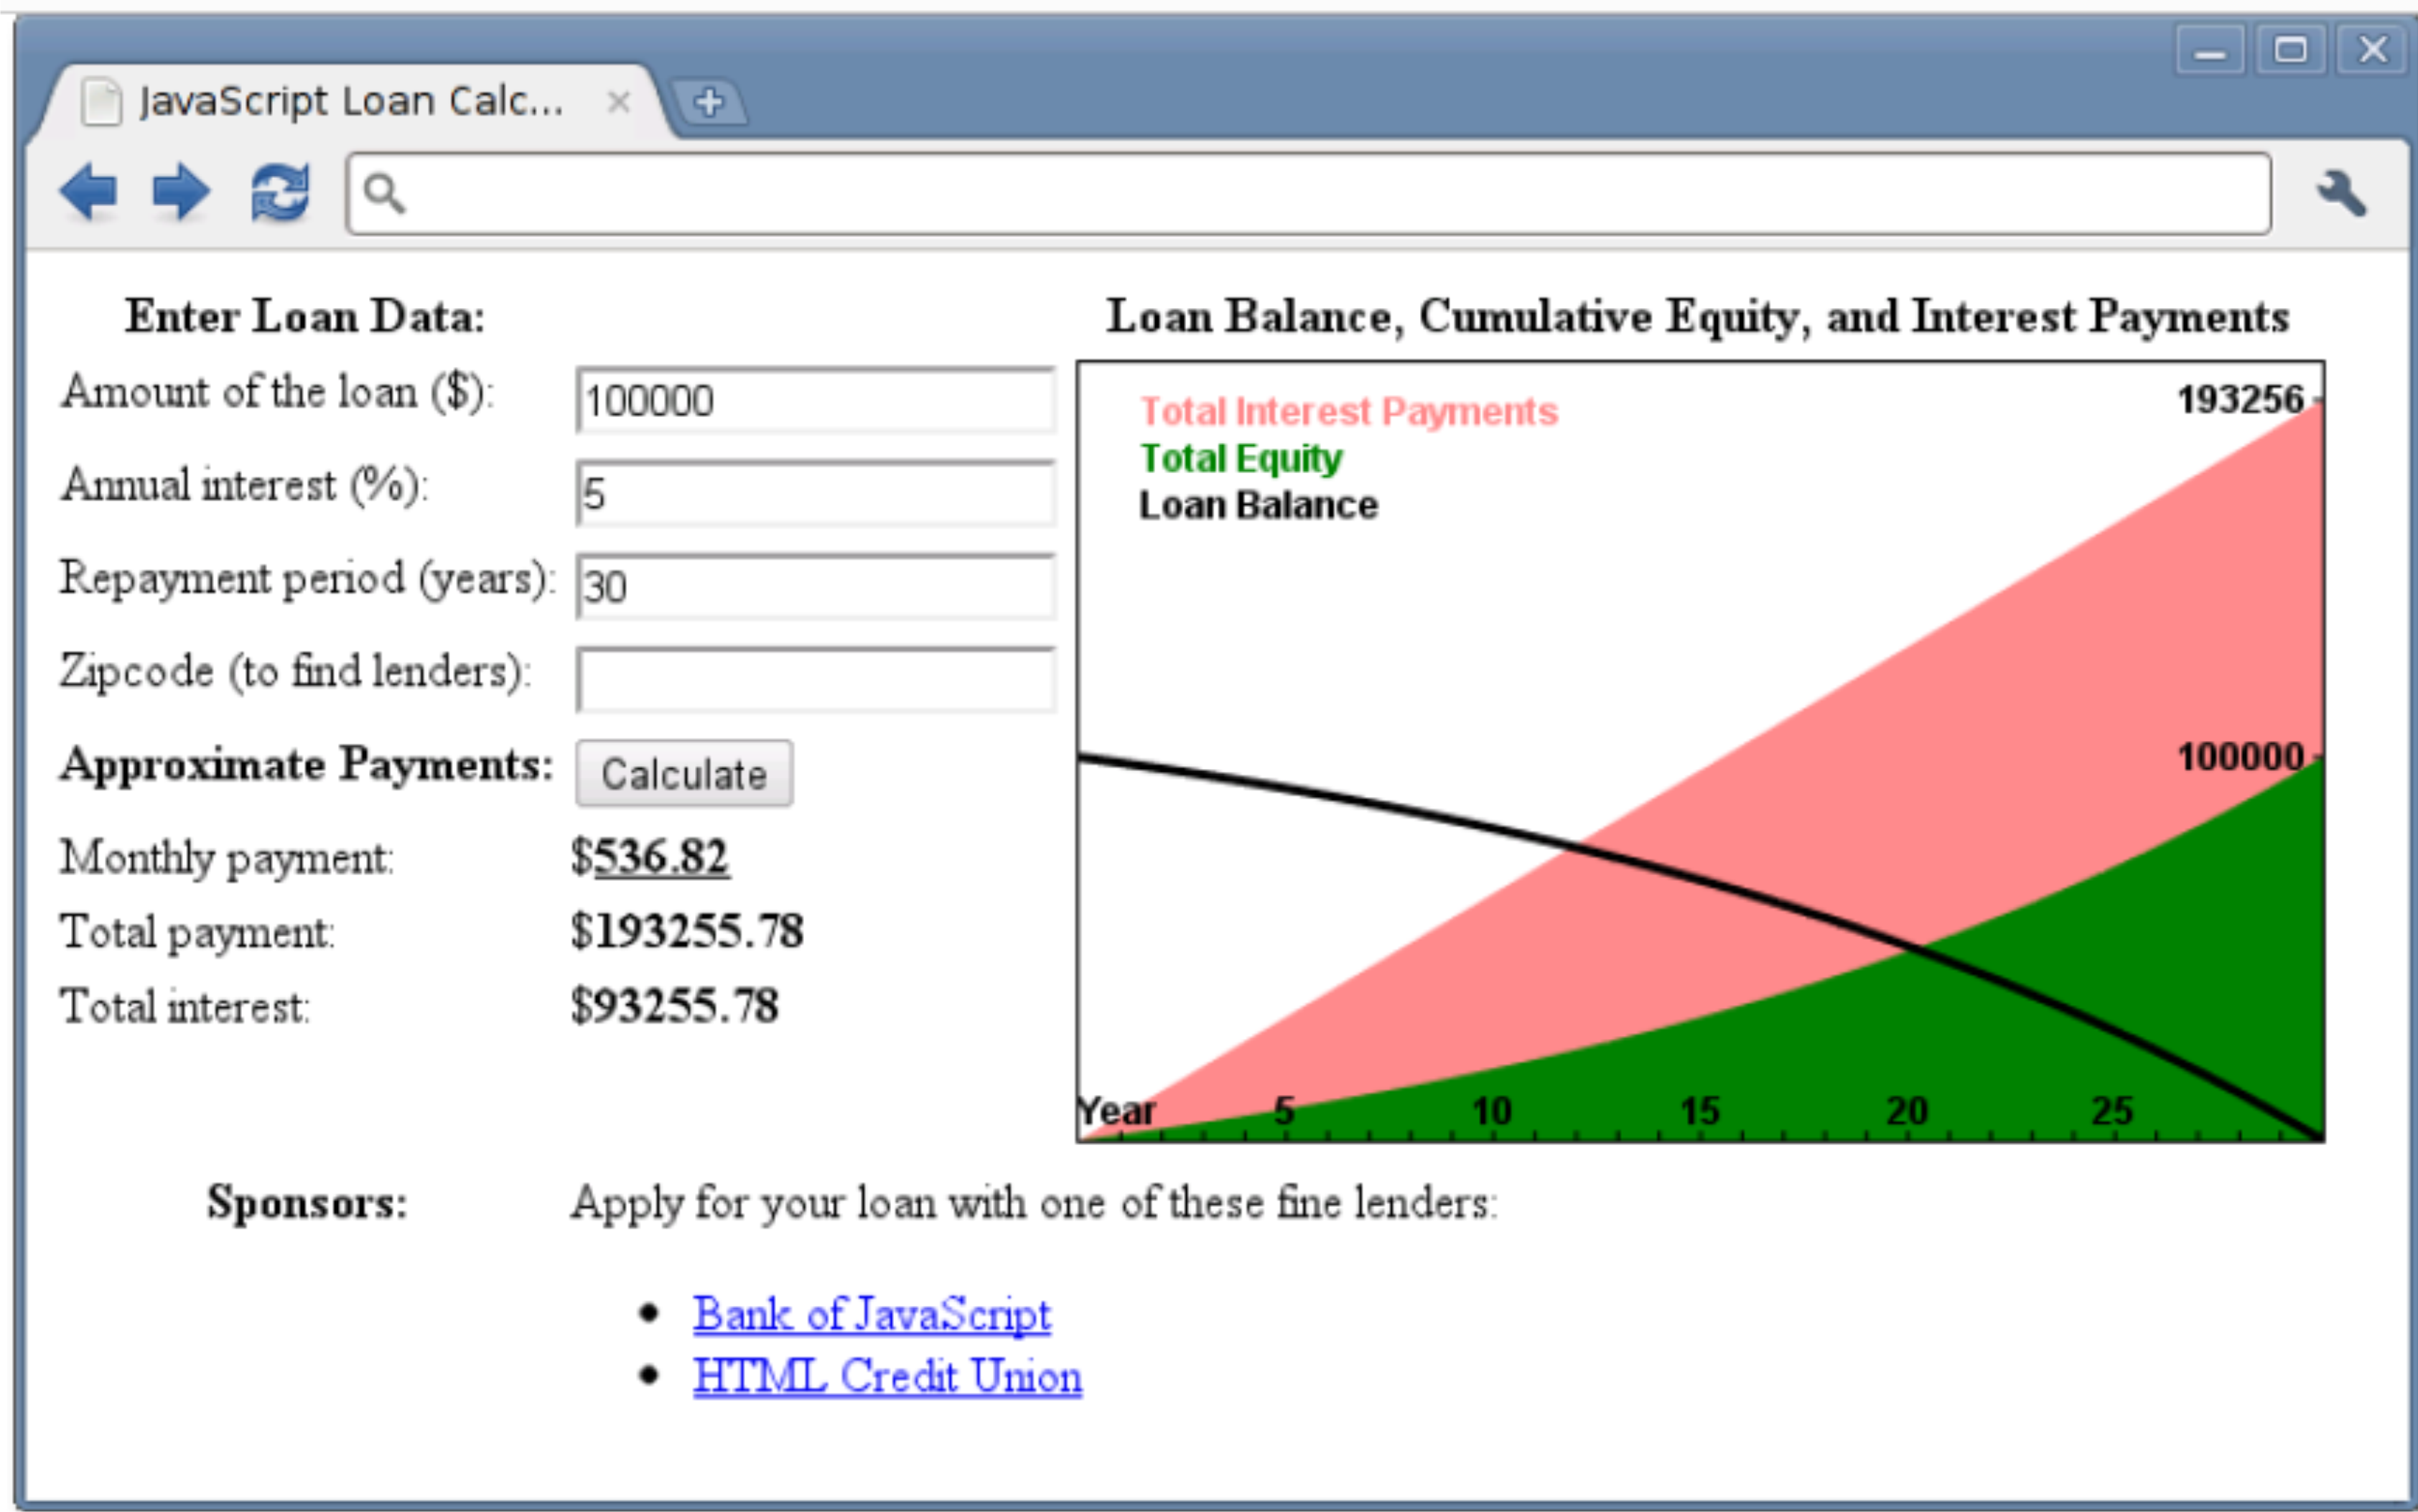 JavaScript Loan Calc...
Enter Loan Data:
Amount of the loan ($): 100000
Annual interest (%): 5
Repayment period (years): 30
Zipcode (to find lenders):
Approximate Payments: Calculate
Monthly payment: $536.82
Total payment: $193255.78
Total interest: $93255.78
Loan Balance, Cumulative Equity, and Interest Payments
Total Interest Payments
Total Equity
Loan Balance
193256
100000
Year 5 10 15 20 25
Sponsors: Apply for your loan with one of these fine lenders:
• Bank of JavaScript
• HTML Credit Union